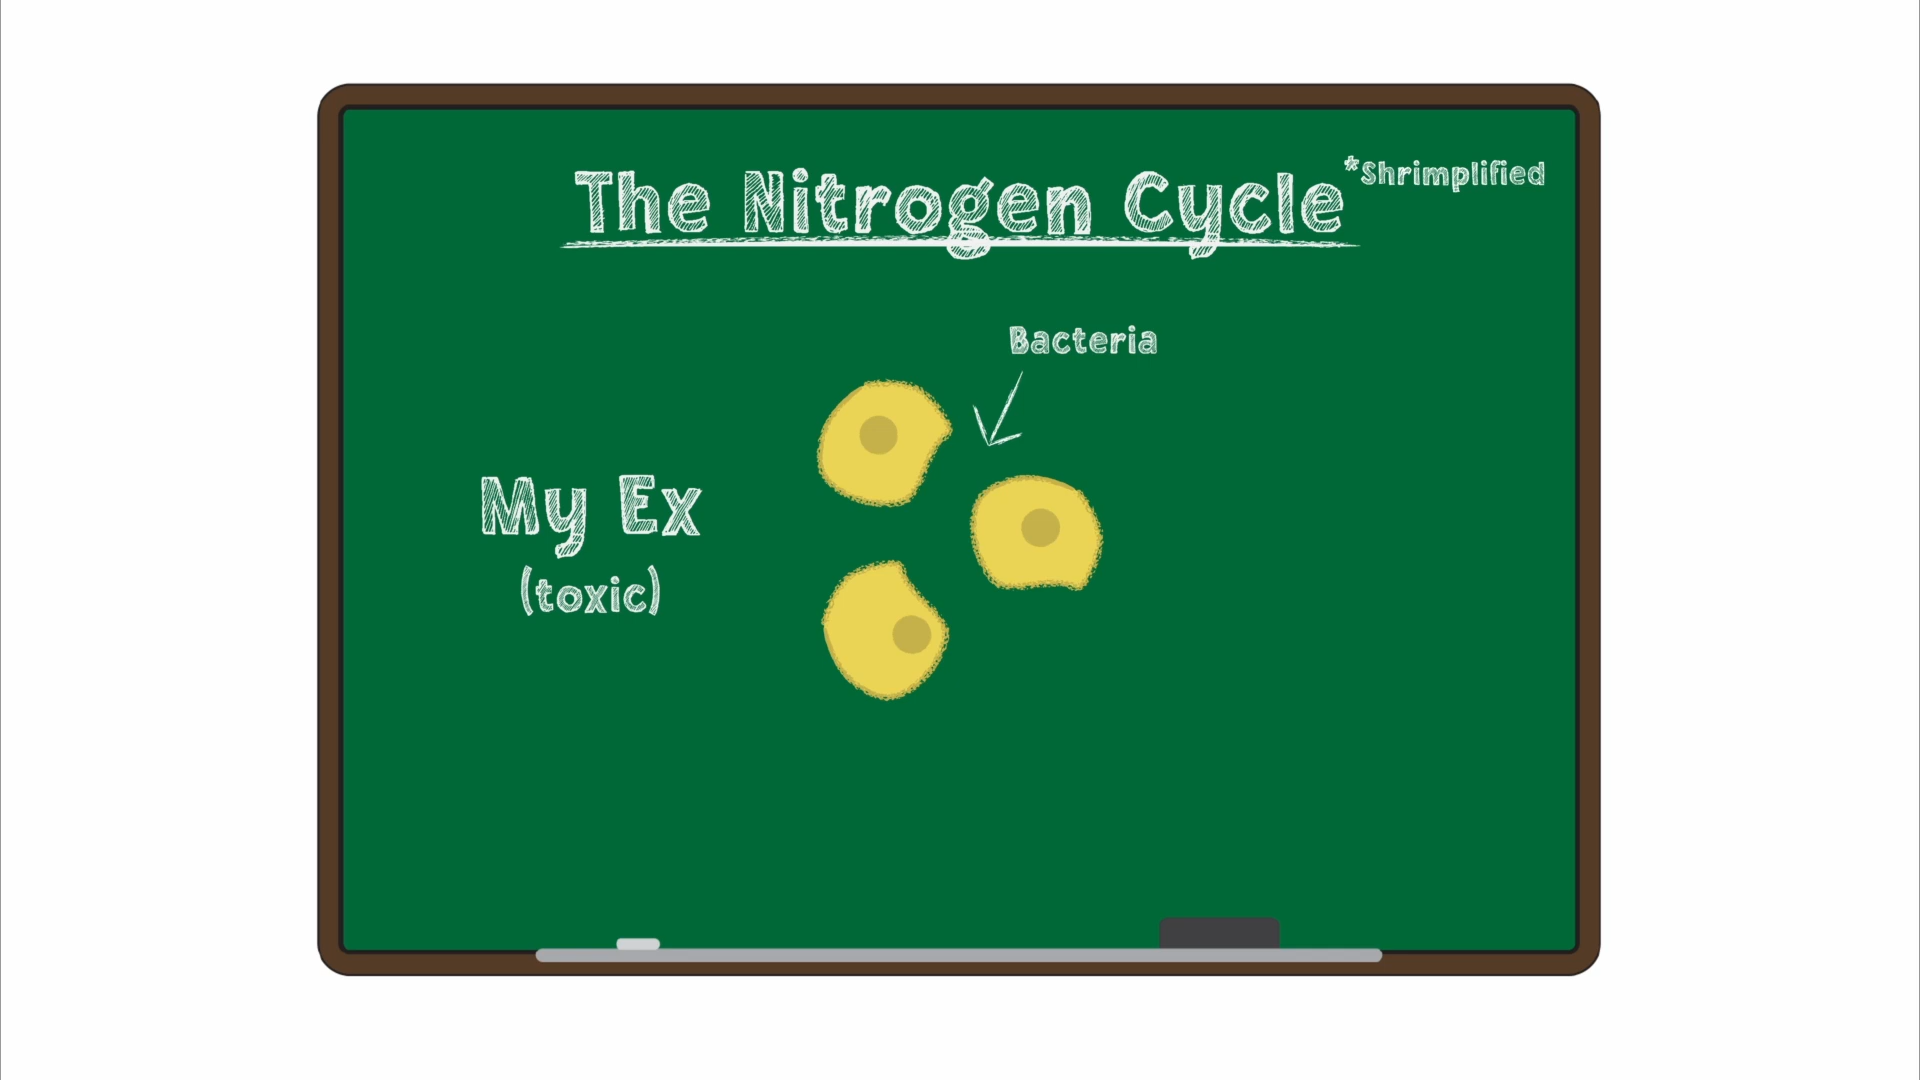 The Nitrogen Cycle
*Shrimplified
Bacteria
My Ex
(toxic)